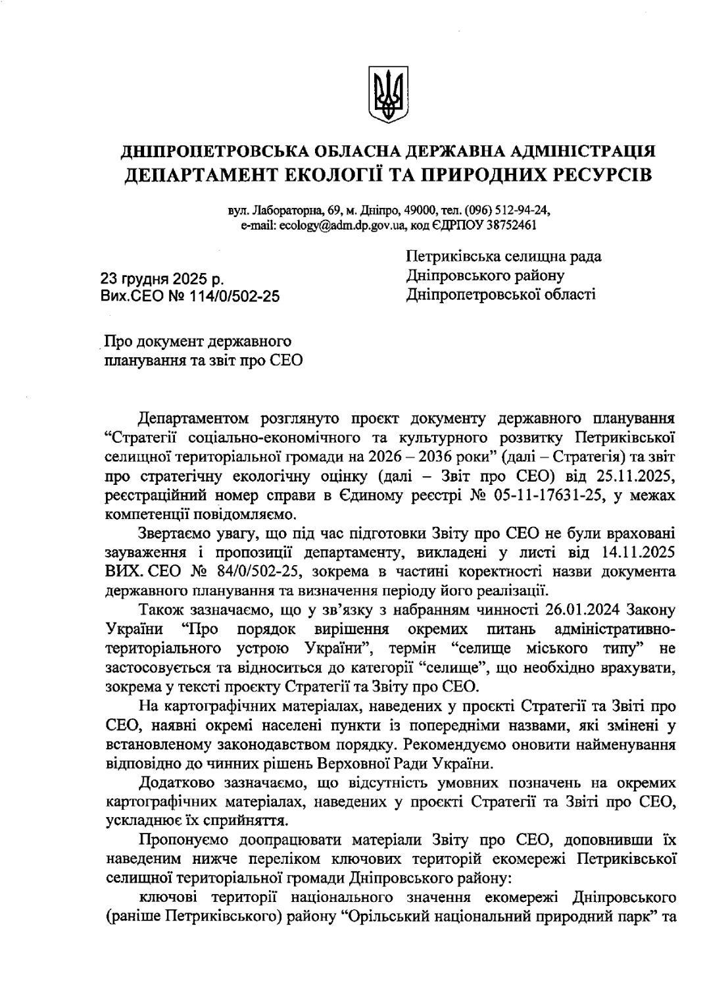 ДНІПРОПЕТРОВСЬКА ОБЛАСНА ДЕРЖАВНА АДМІНІСТРАЦІЯ
ДЕПАРТАМЕНТ ЕКОЛОГІЇ ТА ПРИРОДНИХ РЕСУРСІВ
вул. Лабораторна, 69, м. Дніпро, 49000, тел. (096) 512-94-24,
e-mail: ecology@adm.dp.gov.ua, код ЄДРПОУ 38752461
23 грудня 2025 р.
Вих.СЕО № 114/0/502-25
Петриківська селищна рада
Дніпровського району
Дніпропетровської області
Про документ державного
планування та звіт про СЕО
Департаментом розглянуто проєкт документу державного планування
“Стратегії соціально-економічного та культурного розвитку Петриківської
селищної територіальної громади на 2026 – 2036 роки” (далі – Стратегія) та звіт
про стратегічну екологічну оцінку (далі – Звіт про СЕО) від 25.11.2025,
реєстраційний номер справи в Єдиному реєстрі № 05-11-17631-25, у межах
компетенції повідомляємо.
Звертаємо увагу, що під час підготовки Звіту про СЕО не були враховані
зауваження і пропозиції департаменту, викладені у листі від 14.11.2025
ВИХ. СЕО № 84/0/502-25, зокрема в частині коректності назви документа
державного планування та визначення періоду його реалізації.
Також зазначаємо, що у зв’язку з набранням чинності 26.01.2024 Закону
України “Про порядок вирішення окремих питань адміністративно-
територіального устрою України”, термін “селище міського типу” не
застосовується та відноситься до категорії “селище”, що необхідно врахувати,
зокрема у тексті проєкту Стратегії та Звіту про СЕО.
На картографічних матеріалах, наведених у проєкті Стратегії та Звіті про
СЕО, наявні окремі населені пункти із попередніми назвами, які змінені у
встановленому законодавством порядку. Рекомендуємо оновити найменування
відповідно до чинних рішень Верховної Ради України.
Додатково зазначаємо, що відсутність умовних позначень на окремих
картографічних матеріалах, наведених у проєкті Стратегії та Звіті про СЕО,
ускладнює їх сприйняття.
Пропонуємо доопрацювати матеріали Звіту про СЕО, доповнивши їх
наведеним нижче переліком ключових територій екомережі Петриківської
селищної територіальної громади Дніпровського району:
ключові території національного значення екомережі Дніпровського
(раніше Петриківського) району “Орільський національний природний парк” та